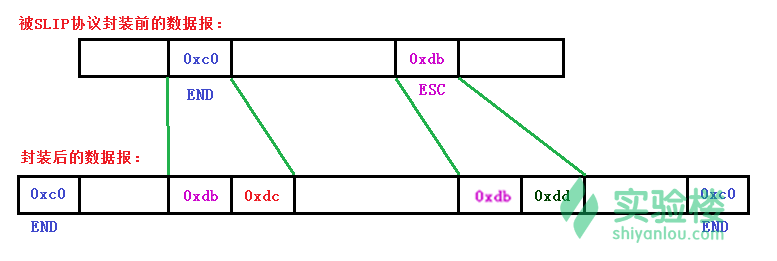 被SLIP协议封装前的数据报：
0xc0 0xdb
END ESC
封装后的数据报：
0xc0 0xdb 0xdc 0xdb 0xdd 0xc0
END END
实验楼
shiyanlou.com